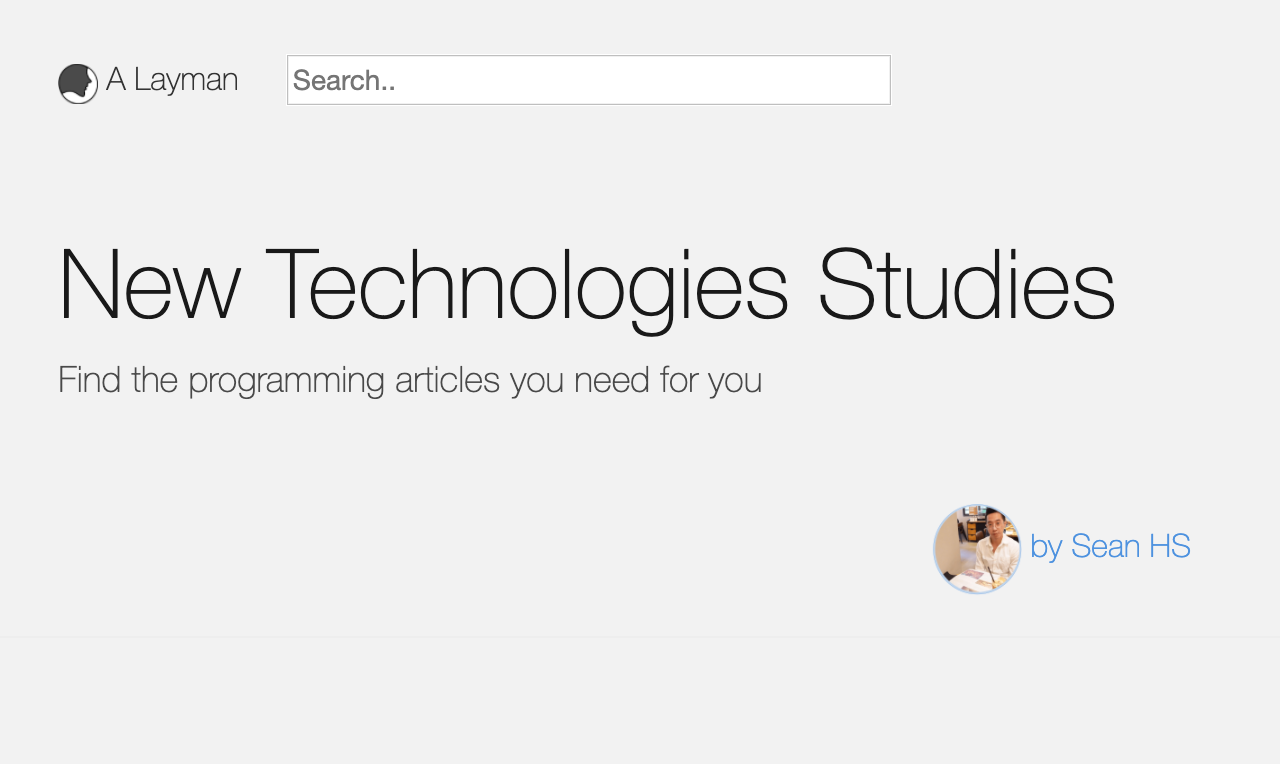 A Layman
Search..
New Technologies Studies
Find the programming articles you need for you
by Sean HS